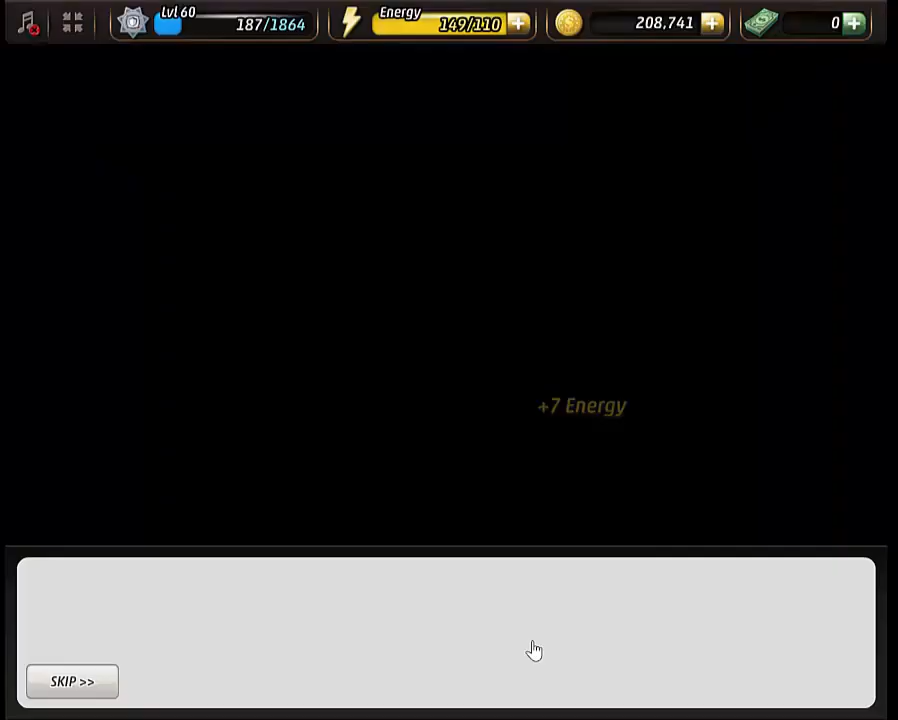 Lvl 60
187/1864
Energy
149/110
208,741
0
+7 Energy
SKIP >>